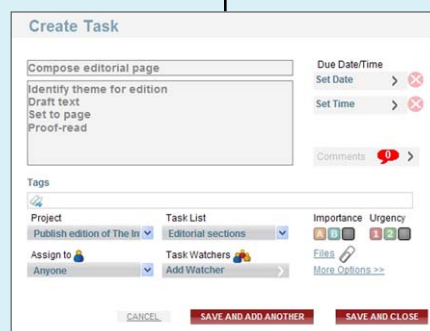 Create Task
Compose editorial page
Identify theme for edition
Draft text
Set to page
Proof-read
Due Date/Time
Set Date
Set Time
Comments 0
Tags
Project
Publish edition of The In
Task List
Editorial sections
Importance Urgency
A B 1 2
Assign to
Anyone
Task Watchers
Add Watcher
Files
More Options >>
CANCEL SAVE AND ADD ANOTHER SAVE AND CLOSE